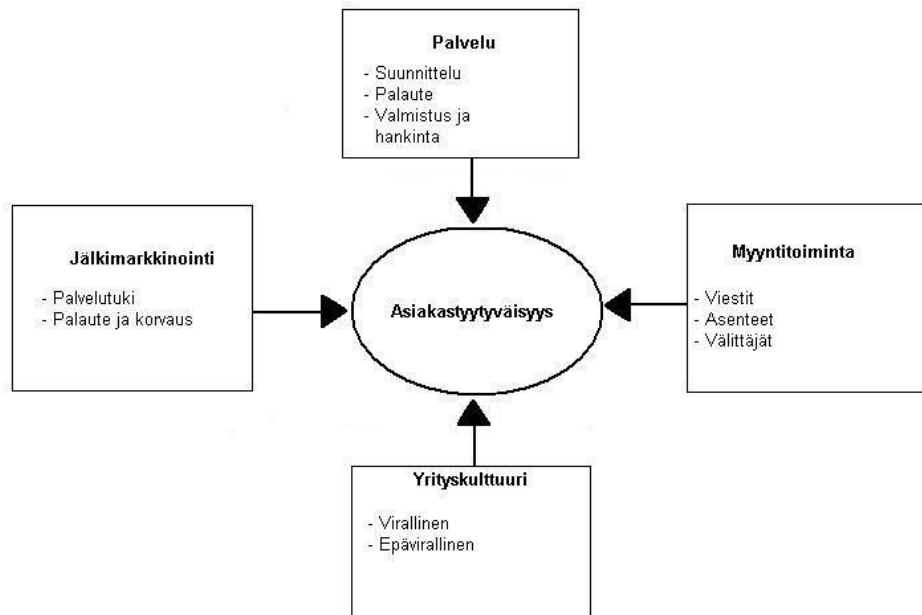 Palvelu
- Suunnittelu
- Palaute
- Valmistus ja
hankinta
Jälkimarkkinointi
- Palvelutuki
- Palaute ja korvaus
Asiakastyytyväisyys
Myyntitoiminta
- Viestit
- Asenteet
- Välittäjät
Yrityskulttuuri
- Virallinen
- Epävirallinen